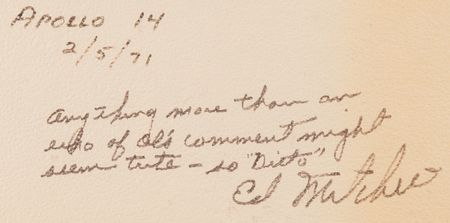 APOLLO 14
2/5/71
Anything more than an
echo of Al's comment might
seem trite – so "Ditto"
Ed Mitchell